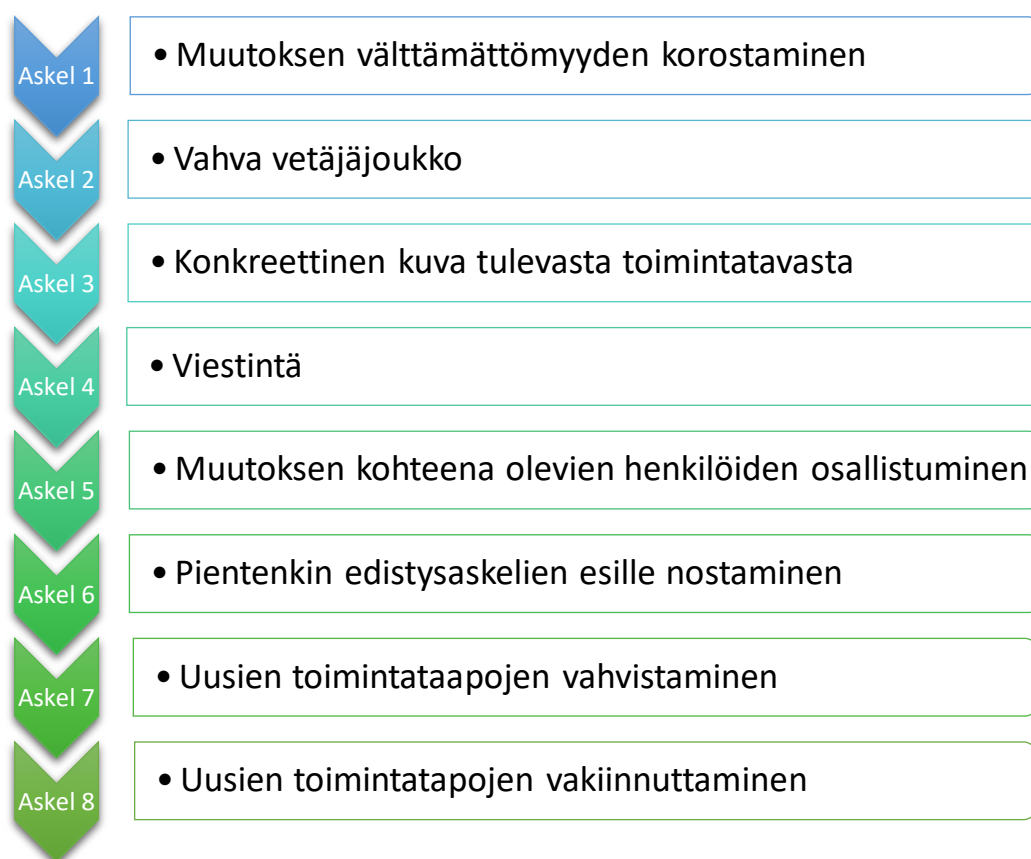 Askel 1
• Muutoksen välttämättömyyden korostaminen
Askel 2
• Vahva vetäjäjoukko
Askel 3
• Konkreettinen kuva tulevasta toimintatavasta
Askel 4
• Viestintä
Askel 5
• Muutoksen kohteena olevien henkilöiden osallistuminen
Askel 6
• Pientenkin edistysaskelien esille nostaminen
Askel 7
• Uusien toimintataapojen vahvistaminen
Askel 8
• Uusien toimintatapojen vakiinnuttaminen